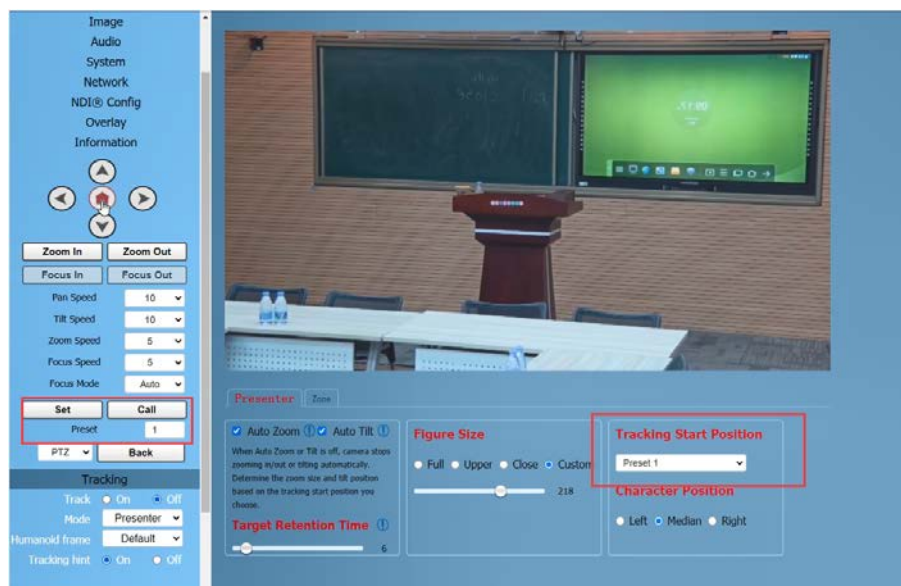 Image
Audio
System
Network
NDI® Config
Overlay
Information
Zoom In Zoom Out
Focus In Focus Out
Pan Speed 10
Tilt Speed 10
Zoom Speed 5
Focus Speed 5
Focus Mode Auto
Set Call
Preset 1
PTZ Back
Tracking
Track On Off
Mode Presenter
Humanoid frame Default
Tracking hint On Off
Presenter Zone
Auto Zoom Auto Tilt
When Auto Zoom or Tilt is off, camera stops
zooming in/out or tilting automatically.
Determine the zoom size and tilt position
based on the tracking start position you
choose.
Target Retention Time
6
Figure Size
Full Upper Close Custom
218
Tracking Start Position
Preset 1
Character Position
Left Median Right